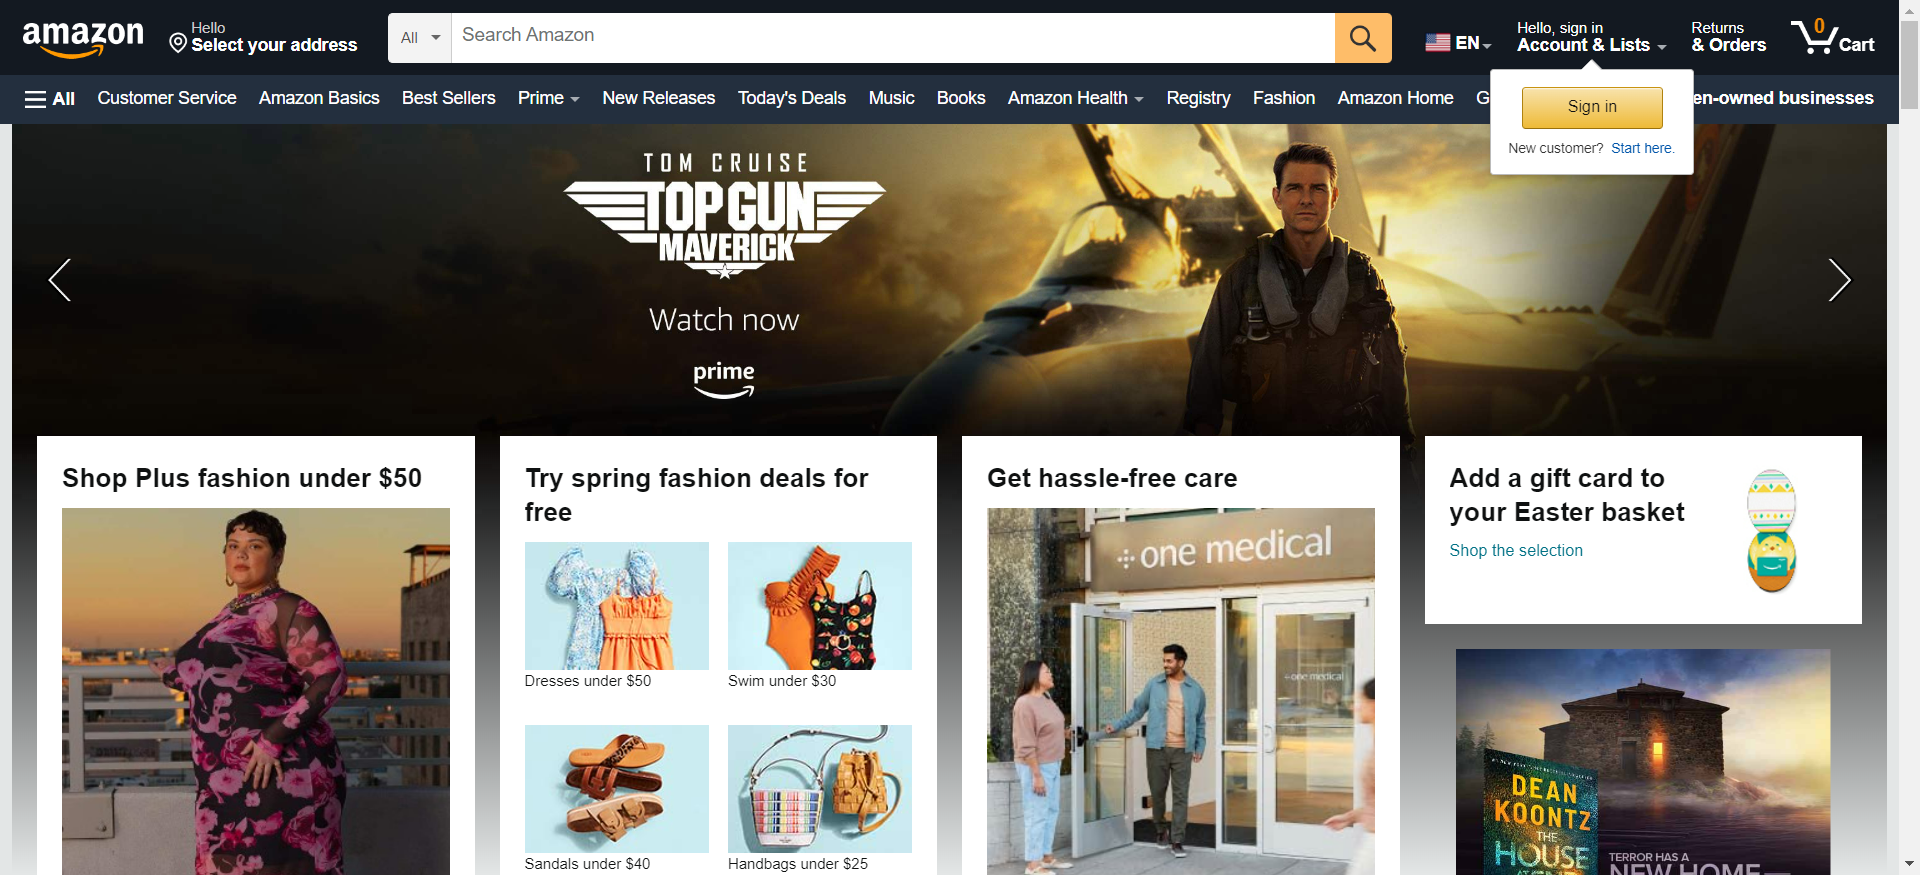 amazon
Hello
Select your address
All
Search Amazon
EN
Hello, sign in
Account & Lists
Returns
& Orders
0
Cart
All
Customer Service
Amazon Basics
Best Sellers
Prime
New Releases
Today's Deals
Music
Books
Amazon Health
Registry
Fashion
Amazon Home
G
en-owned businesses
Sign in
New customer? Start here.
TOM CRUISE
TOP GUN
MAVERICK
Watch now
prime
Shop Plus fashion under $50
Try spring fashion deals for
free
Dresses under $50
Swim under $30
Sandals under $40
Handbags under $25
Get hassle-free care
one medical
one medical
Add a gift card to
your Easter basket
Shop the selection
DEAN
KOONTZ
THE
HOUSE
TERROR HAS A
NEW HOME